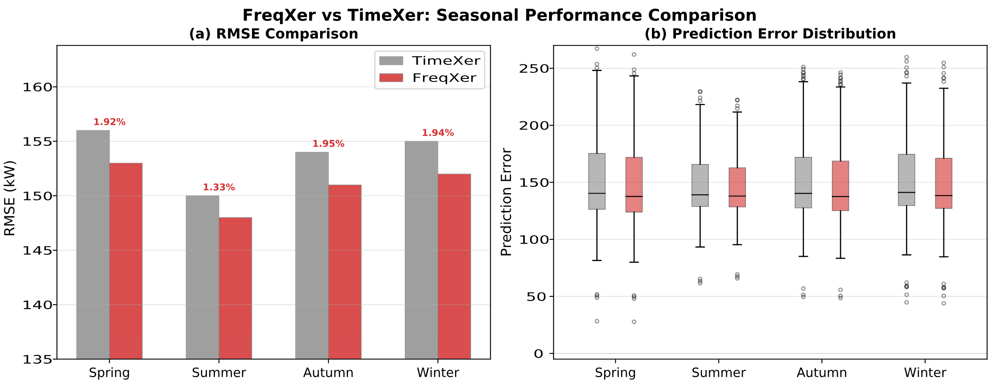 FreqXer vs TimeXer: Seasonal Performance Comparison
(a) RMSE Comparison
TimeXer
FreqXer
RMSE (kW)
160
155
150
145
140
135
1.92%
1.33%
1.95%
1.94%
Spring
Summer
Autumn
Winter
(b) Prediction Error Distribution
Prediction Error
250
200
150
100
50
0
Spring
Summer
Autumn
Winter